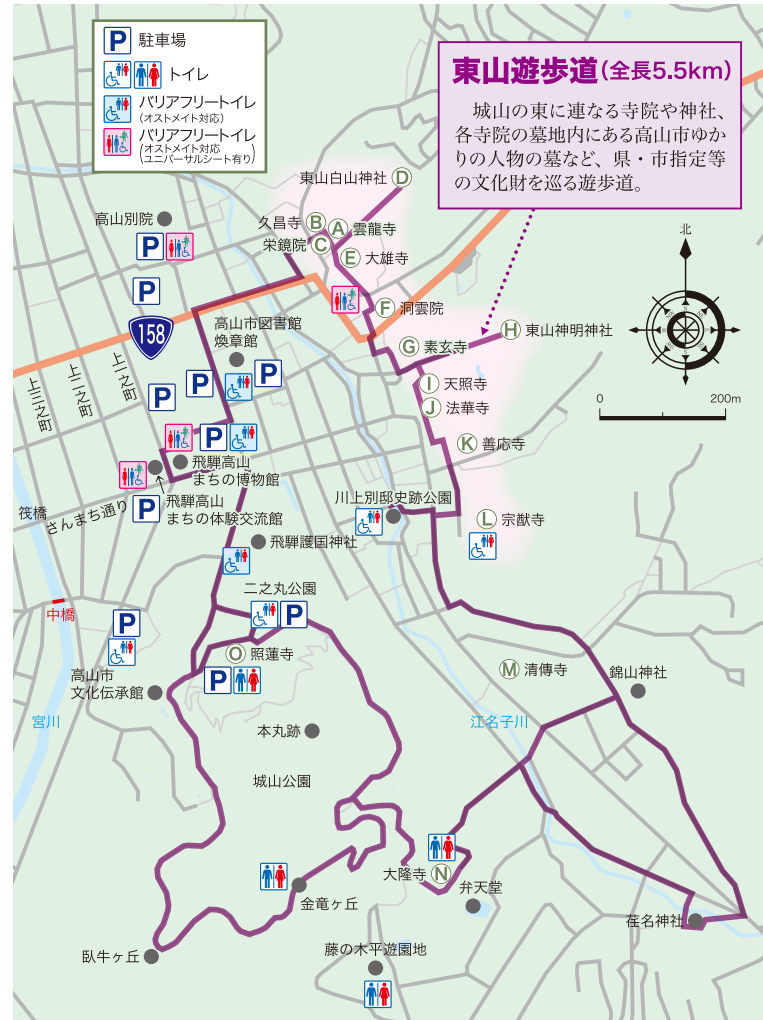 P 駐車場
トイレ
バリアフリートイレ
(オストメイト対応)
バリアフリートイレ
(オストメイト対応
ユニバーサルシート有り)
東山遊歩道(全長5.5km)
城山の東に連なる寺院や神社、
各寺院の墓地内にある高山市ゆか
りの人物の墓など、県・市指定等
の文化財を巡る遊歩道。
東山白山神社 D
高山別院
P
久昌寺 B
A 雲龍寺
栄鏡院 C
E 大雄寺
北
P
158
F 洞雲院
高山市図書館
煥章館
G 素玄寺
H 東山神明神社
上三之町
上二之町
上一之町
P
P
P
I 天照寺
J 法華寺
0
200m
P
K 善応寺
飛騨高山
まちの博物館
さんまち通り
筏橋
P
飛騨高山
まちの体験交流館
川上別邸史跡公園
L 宗猷寺
飛騨護国神社
二之丸公園
P
中橋
P
O 照蓮寺
P
高山市
文化伝承館
M 清傳寺
錦山神社
宮川
本丸跡
江名子川
城山公園
大隆寺 N
金竜ヶ丘
弁天堂
荏名神社
臥牛ヶ丘
藤の木平遊園地